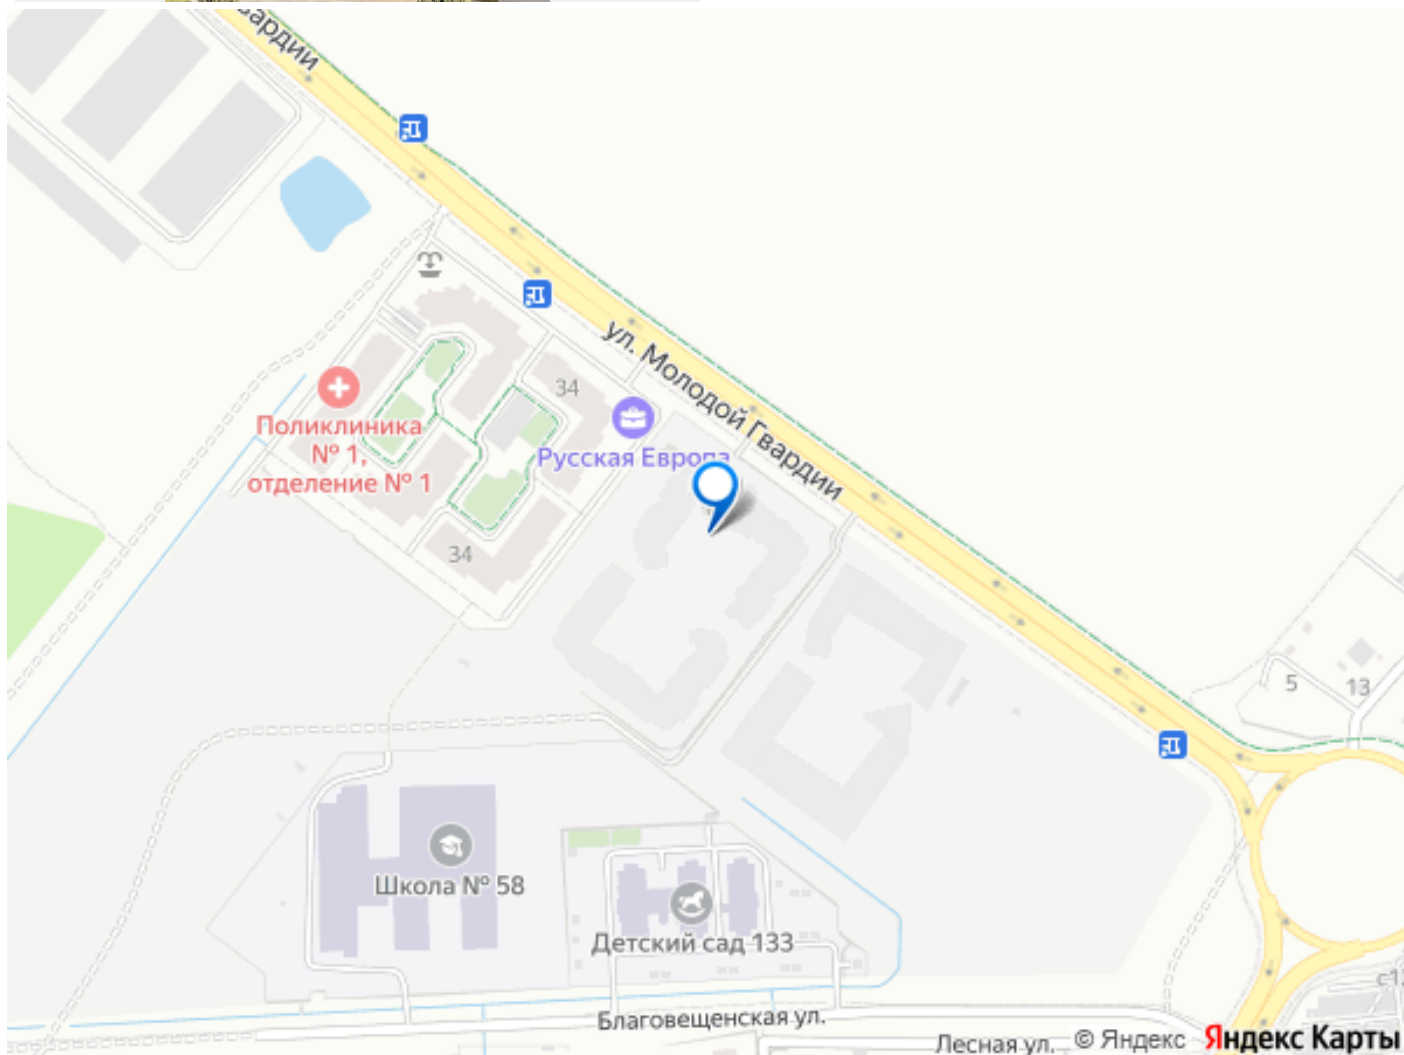 вардии
ул. Молодой Гвардии
34
Поликлиника
№ 1,
отделение № 1
Русская Европа
34
5
13
Школа № 58
Детский сад 133
Благовещенская ул.
Лесная ул.
© Яндекс
Яндекс Карты